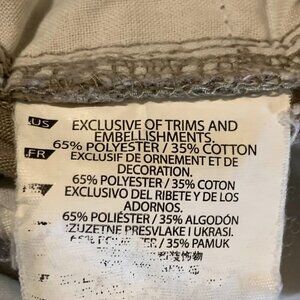 US EXCLUSIVE OF TRIMS AND
EMBELLISHMENTS
65% POLYESTER / 35% COTTON
FR EXCLUSIF DE ORNEMENT ET DE
DECORATION.
65% POLYESTER / 35% COTON
EXCLUSIVO DEL RIBETE Y DE LOS
ADORNOS.
65% POLIÉSTER / 35% ALGODÓN
IZUZETNE PRESVLAKE I UKRASI.
65% / 35% PAMUK